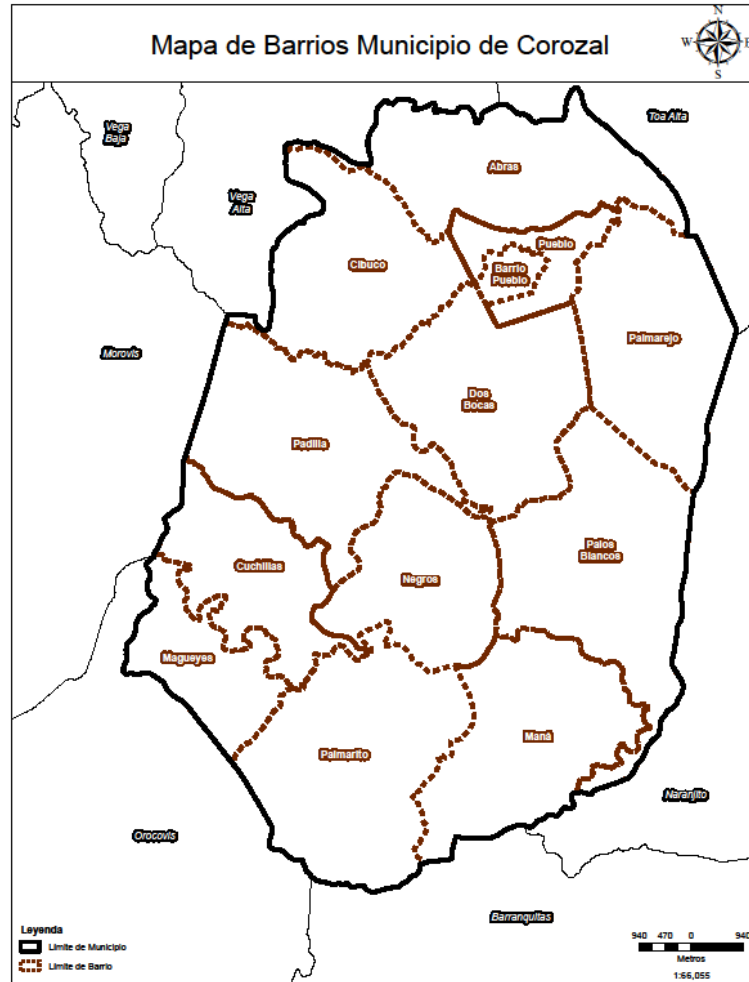 Mapa de Barrios Municipio de Corozal
N
W
E
S
Toa Alta
Vega
Baja
Abras
Vega
Alta
Pueblo
Cibuco
Barrio
Pueblo
Palmarejo
Morovis
Dos
Bocas
Padilla
Palos
Blancos
Cuchillas
Negros
Magueyes
Maná
Palmarito
Naranjito
Orocovis
Barranquitas
Leyenda
Límite de Municipio
Límite de Barrio
940 470 0 940
Metros
1:66,055